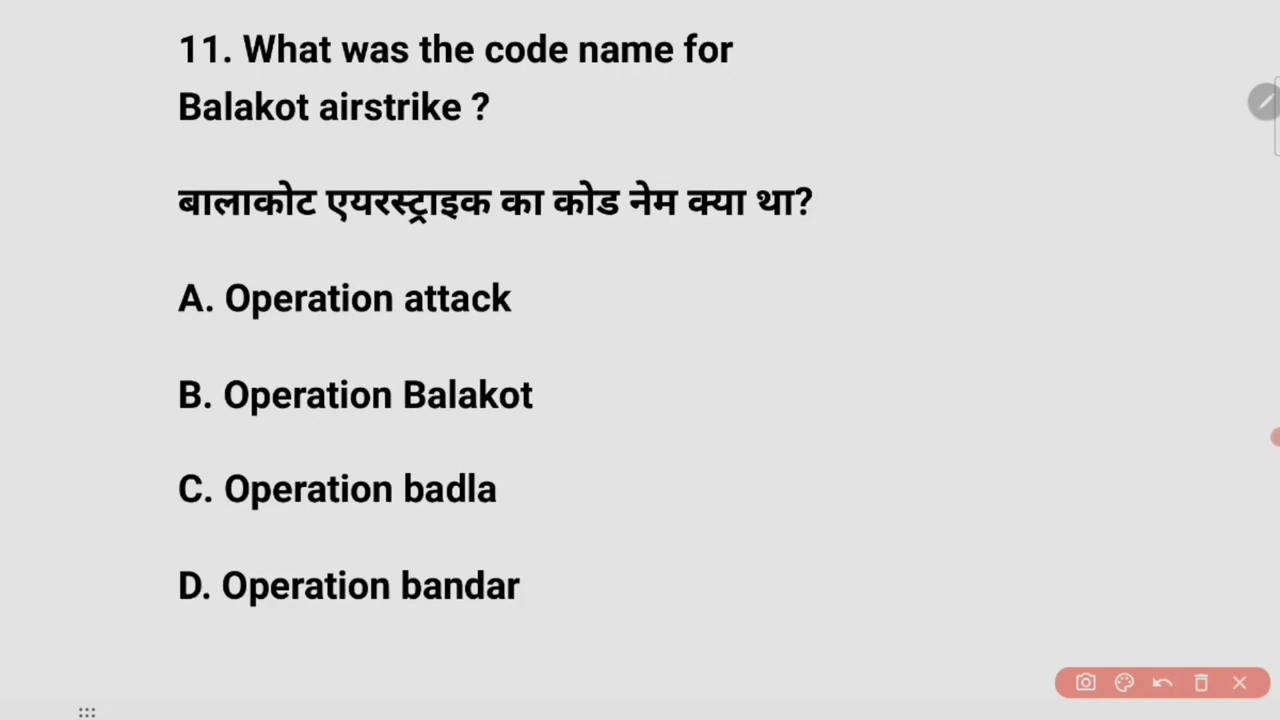 11. What was the code name for
Balakot airstrike ?
बालाकोट एयरस्ट्राइक का कोड नेम क्या था?
A. Operation attack
B. Operation Balakot
C. Operation badla
D. Operation bandar